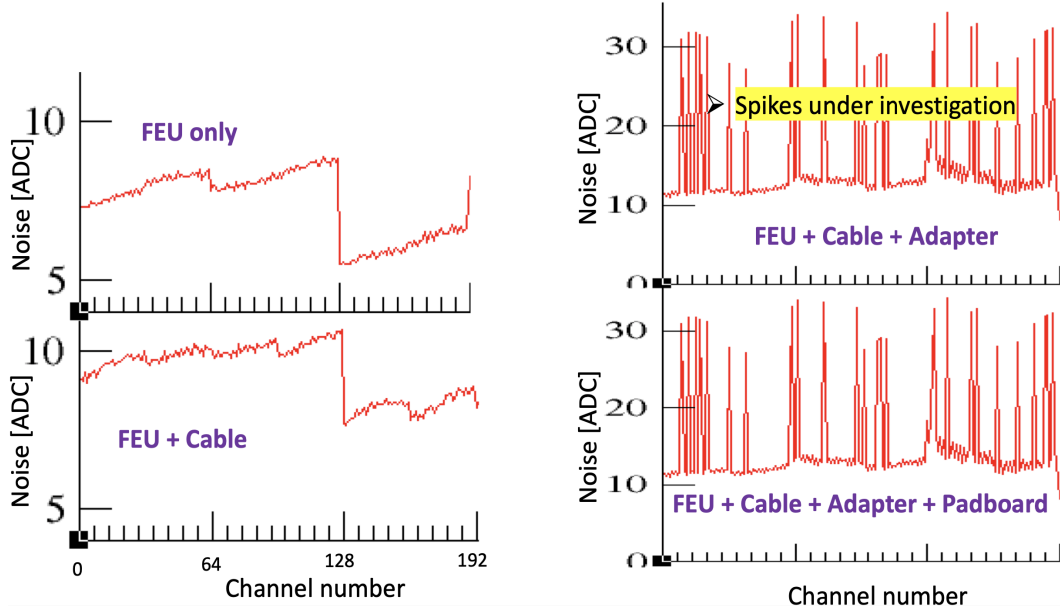 10
FEU only
Noise [ADC]
5
10
FEU + Cable
Noise [ADC]
5
0
64
128
192
Channel number
30
Spikes under investigation
20
Noise [ADC]
10
FEU + Cable + Adapter
0
30
20
Noise [ADC]
10
FEU + Cable + Adapter + Padboard
0
Channel number